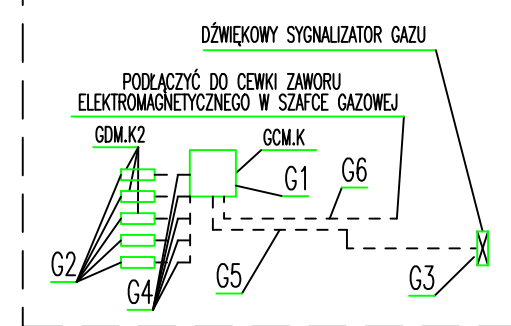 DŹWIĘKOWY SYGNALIZATOR GAZU
PODŁĄCZYĆ DO CEWKI ZAWORU
ELEKTROMAGNETYCZNEGO W SZAFCE GAZOWEJ
GDM.K2
GCM.K
G1
G6
G2
G4
G5
G3